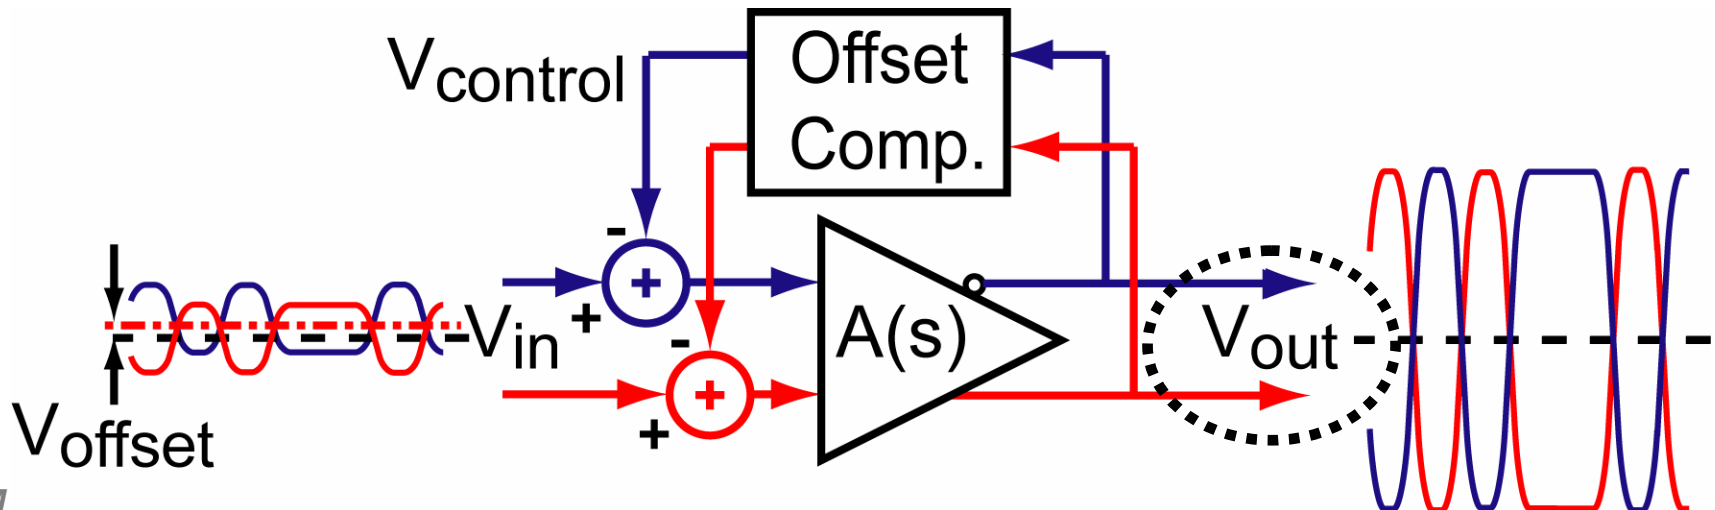 Vcontrol
Offset
Comp.
-
+
-
+
+
+
Vin
A(s)
Vout
Voffset